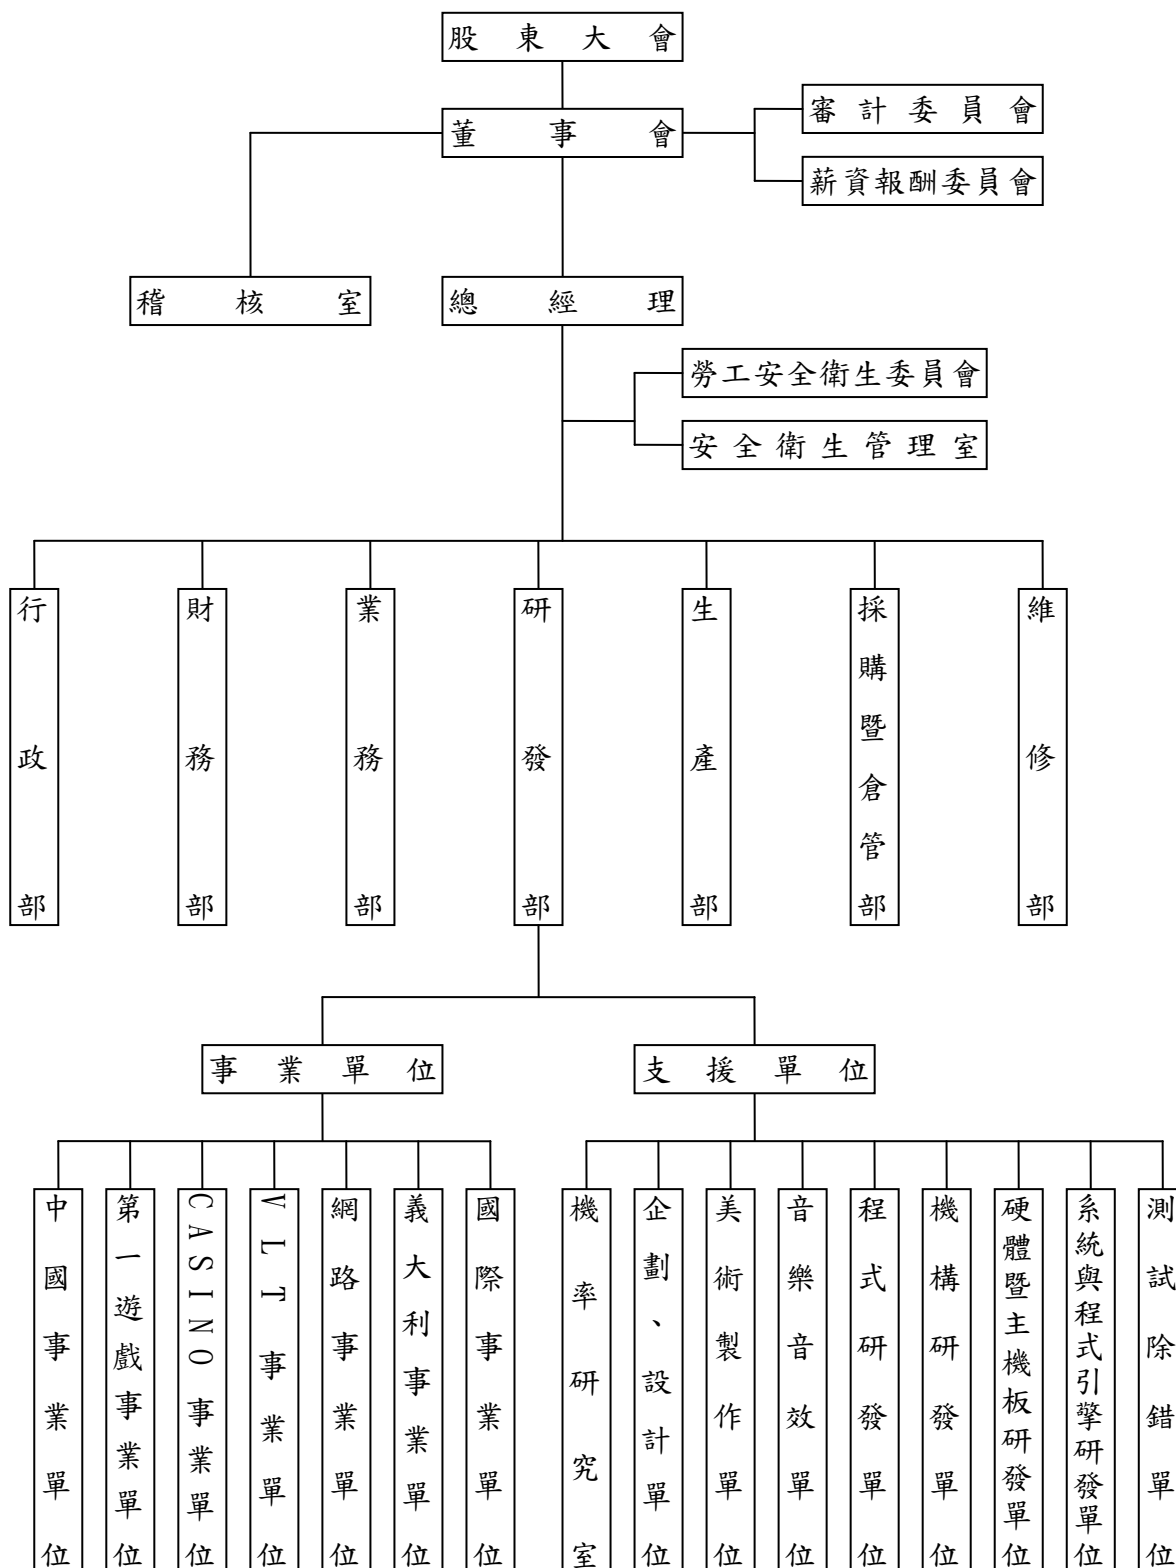 股東大會
審計委員會
董事會
薪資報酬委員會
稽核室
總經理
勞工安全衛生委員會
安全衛生管理室
行政部
財務部
業務部
研發部
生產部
採購暨倉管部
維修部
事業單位
支援單位
中國事業單位
第一遊戲事業單位
CASINO事業單位
VLT事業單位
網路事業單位
義大利事業單位
國際事業單位
機率研究室
企劃、設計單位
美術製作單位
音樂音效單位
程式研發單位
機構研發單位
硬體暨主機板研發單位
系統與程式引擎研發單位
測試除錯單位